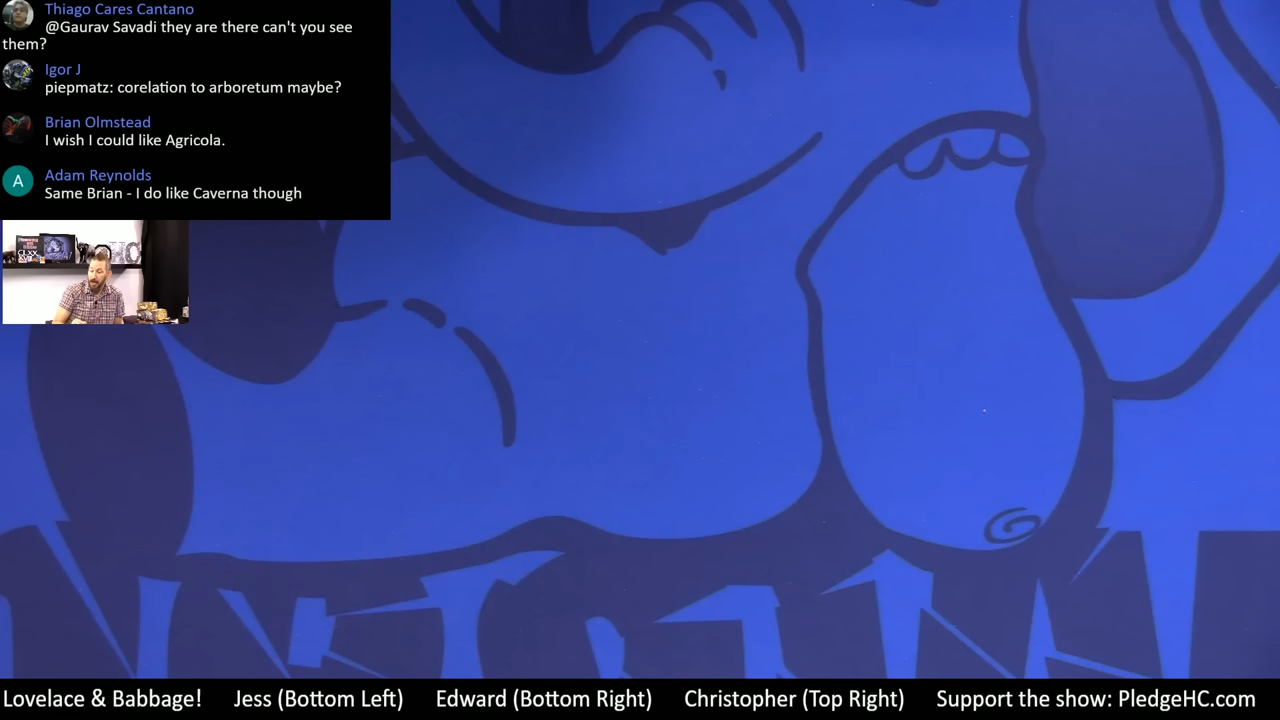 Thiago Cares Cantano
@Gaurav Savadi they are there can't you see
them?
Igor J
piepmatz: corelation to arboretum maybe?
Brian Olmstead
I wish I could like Agricola.
A
Adam Reynolds
Same Brian - I do like Caverna though
HC
Lovelace & Babbage! Jess (Bottom Left) Edward (Bottom Right) Christopher (Top Right) Support the show: PledgeHC.com